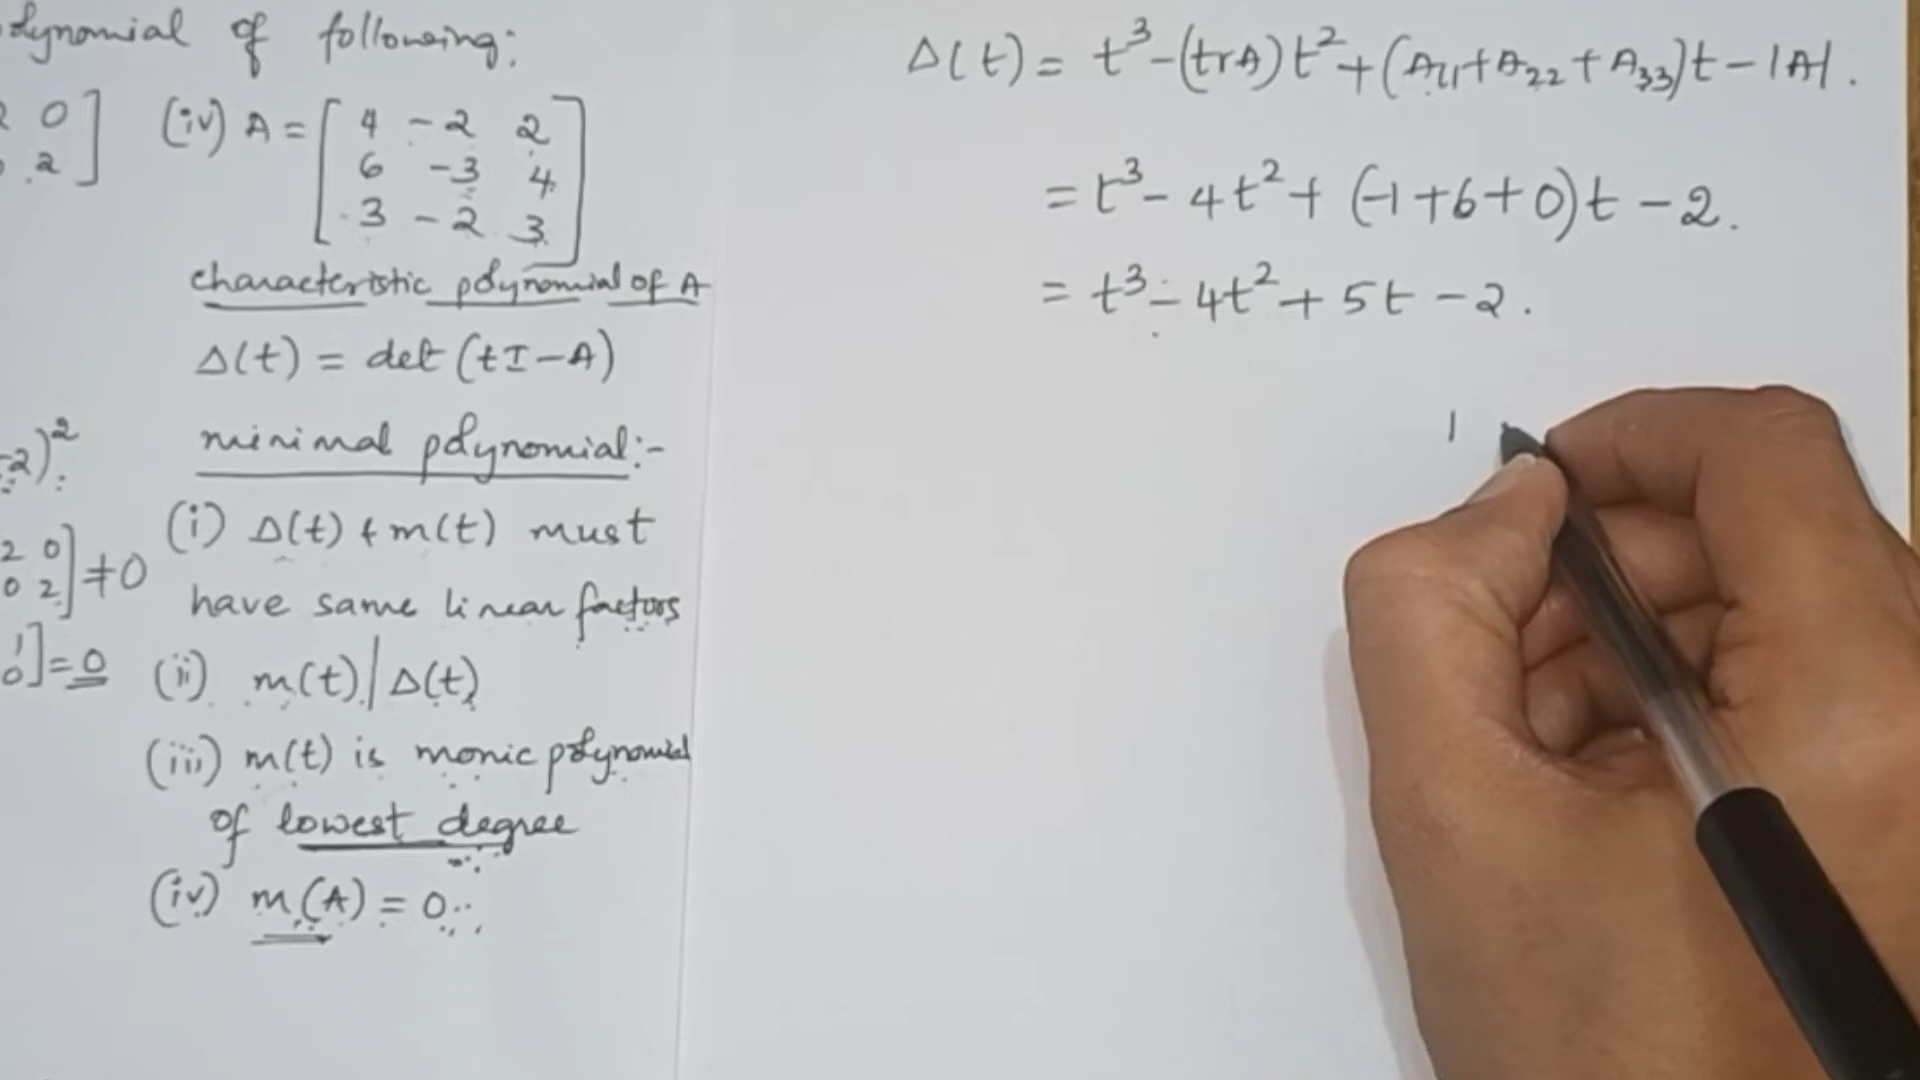 lynomial of following:
2 0
2
(iv) A = [ 4 -2 2
6 -3 4
3 -2 3 ]
characteristic polynomial of A
Δ(t) = det (tI-A)
minimal polynomial:-
(i) Δ(t) & m(t) must
have same linear factors
(ii) m(t) | Δ(t)
(iii) m(t) is monic polynomial
of lowest degree
(iv) m(A) = 0
-2)²
2 0
0 2 ] ≠ 0
1
0 ] = 0
Δ(t) = t³ - (trA)t² + (A₁₁+A₂₂+A₃₃)t - |A|.
= t³ - 4t² + (-1+6+0)t - 2.
= t³ - 4t² + 5t - 2.
1